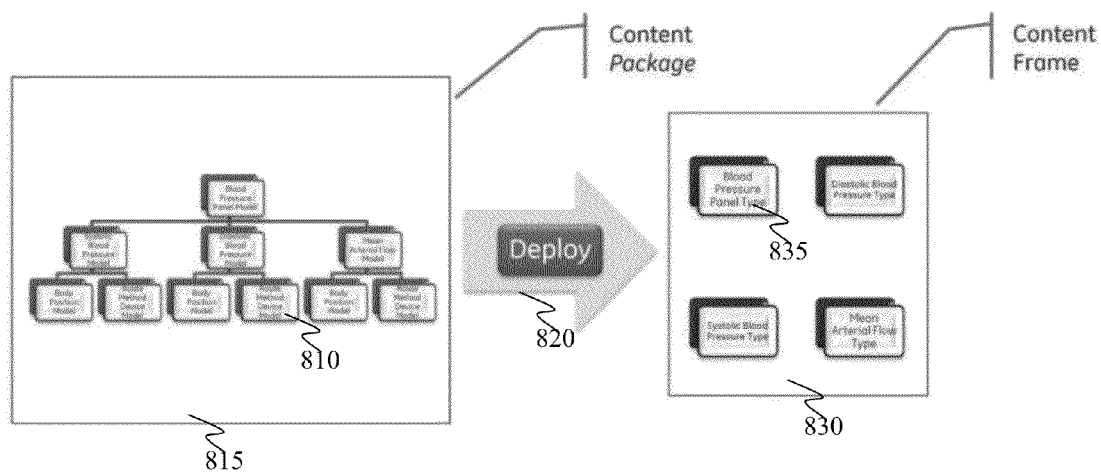 Content
Package
Content
Frame
Blood
Pressure
Panel Model
Blood
Pressure
Model
Blood
Pressure
Model
Mean
Arterial Flow
Model
Body
Position
Model
Method
Device Model
Body
Position
Model
Method
Device Model
Body
Position
Model
Method
Device Model
Deploy
Blood
Pressure
Panel Type
Diastolic Blood
Pressure Type
Systolic Blood
Pressure Type
Mean
Arterial Flow
Type
810
815
820
830
835